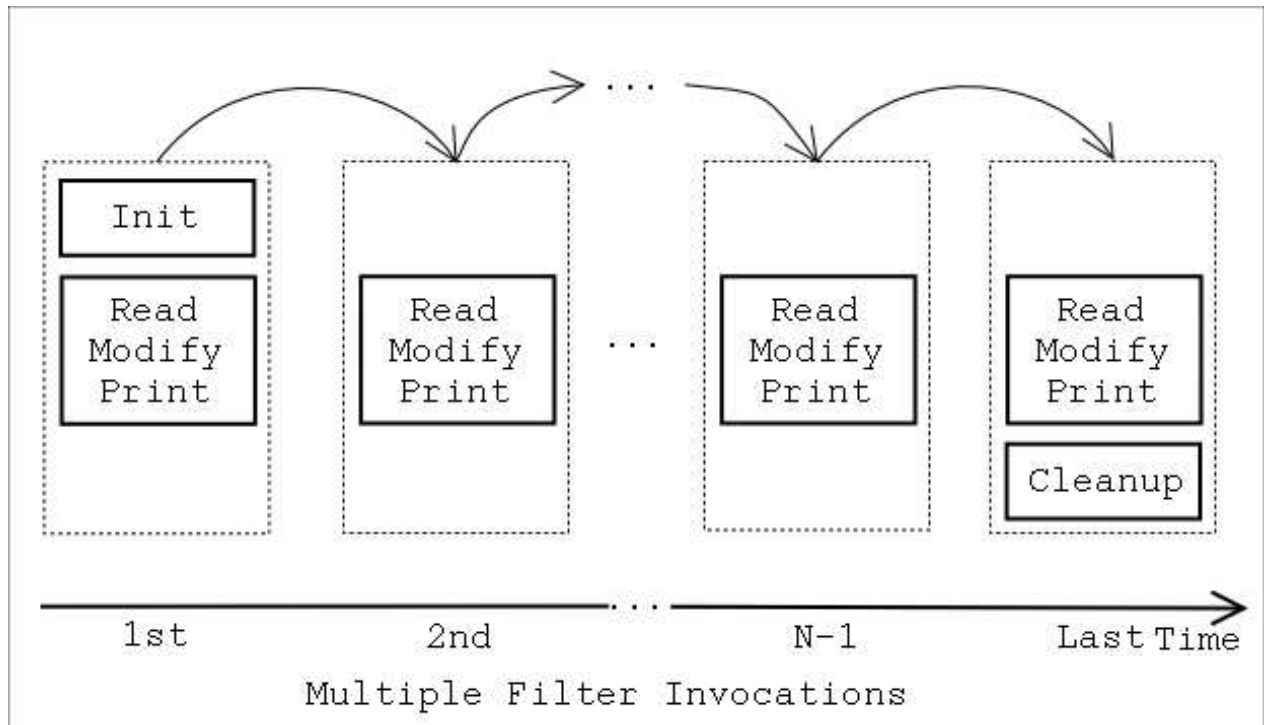 . . .
Init
Read
Modify
Print
Read
Modify
Print
. . .
Read
Modify
Print
Read
Modify
Print
Cleanup
. . .
1st 2nd N-1 Last Time
Multiple Filter Invocations